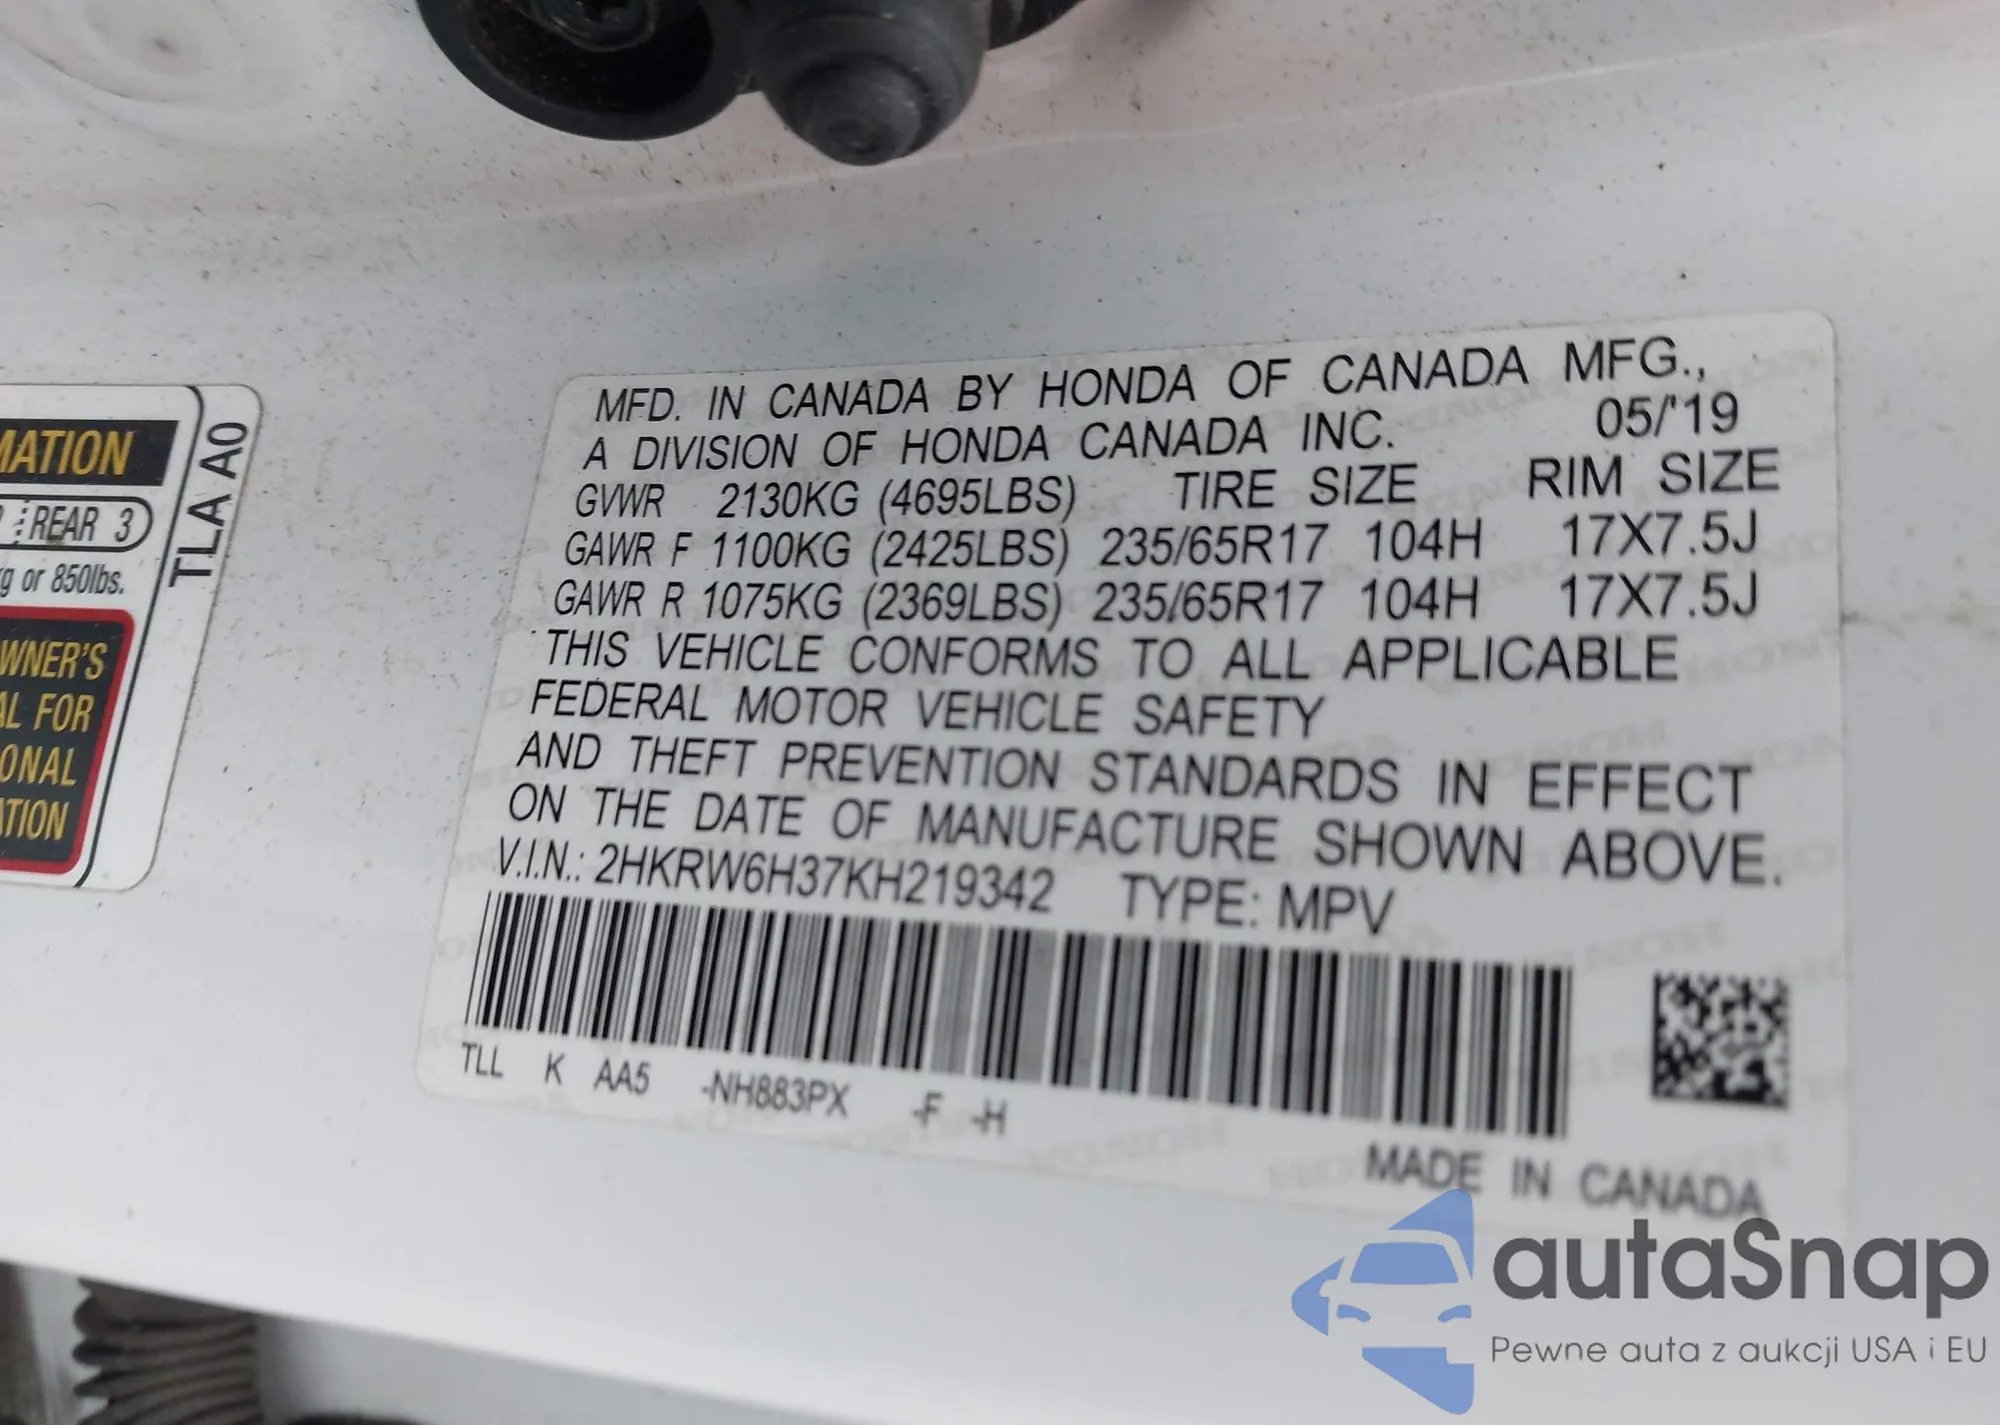 MATION
REAR 3
g or 850lbs.
WNER'S
AL FOR
ONAL
ATION
TLA A0
MFD. IN CANADA BY HONDA OF CANADA MFG.,
A DIVISION OF HONDA CANADA INC. 05/'19
GVWR 2130KG (4695LBS) TIRE SIZE RIM SIZE
GAWR F 1100KG (2425LBS) 235/65R17 104H 17X7.5J
GAWR R 1075KG (2369LBS) 235/65R17 104H 17X7.5J
THIS VEHICLE CONFORMS TO ALL APPLICABLE
FEDERAL MOTOR VEHICLE SAFETY
AND THEFT PREVENTION STANDARDS IN EFFECT
ON THE DATE OF MANUFACTURE SHOWN ABOVE.
V.I.N.: 2HKRW6H37KH219342 TYPE: MPV
TLL K AA5 -NH883PX -F -H
MADE IN CANADA
autaSnap
Pewne auta z aukcji USA i EU